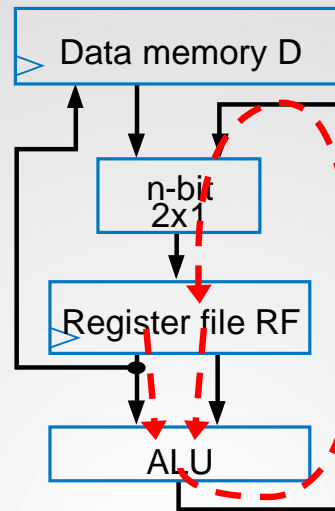 Data memory D
n-bit
2x1
Register file RF
ALU